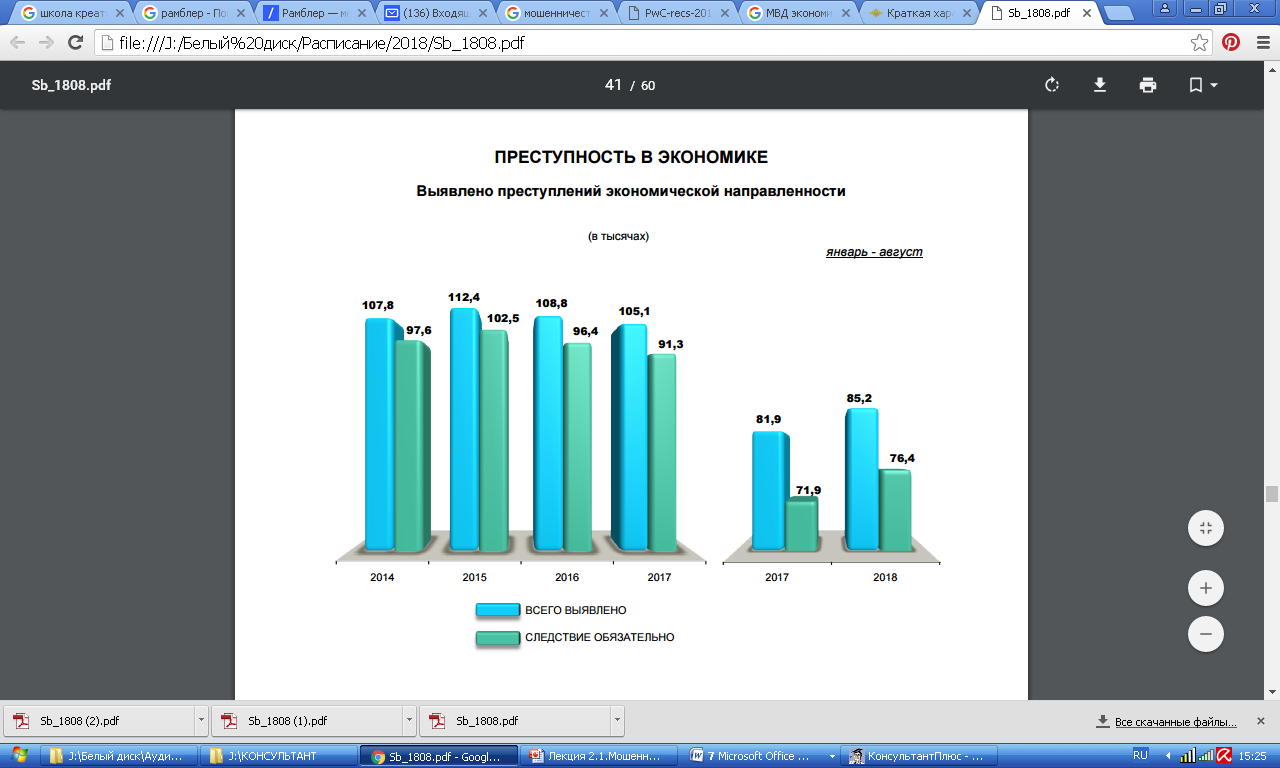 школа креат
рамблер - По
Рамблер — м
(136) Входящ
мошенничест
PwC-recs-201
МВД экономи
Краткая хар
Sb_1808.pdf
file:///J:/Белый%20диск/Расписание/2018/Sb_1808.pdf
Sb_1808.pdf
41 / 60
ПРЕСТУПНОСТЬ В ЭКОНОМИКЕ
Выявлено преступлений экономической направленности
(в тысячах)
январь - август
107,8
97,6
112,4
102,5
108,8
96,4
105,1
91,3
81,9
71,9
85,2
76,4
2014
2015
2016
2017
2017
2018
ВСЕГО ВЫЯВЛЕНО
СЛЕДСТВИЕ ОБЯЗАТЕЛЬНО
Sb_1808 (2).pdf
Sb_1808 (1).pdf
Sb_1808.pdf
Все скачанные файлы...
J:\Белый диск\Ауди...
J:\КОНСУЛЬТАНТ
Sb_1808.pdf - Googl...
Лекция 2.1.Мошенн...
7 Microsoft Office ...
КонсультантПлюс - ...
RU
15:25